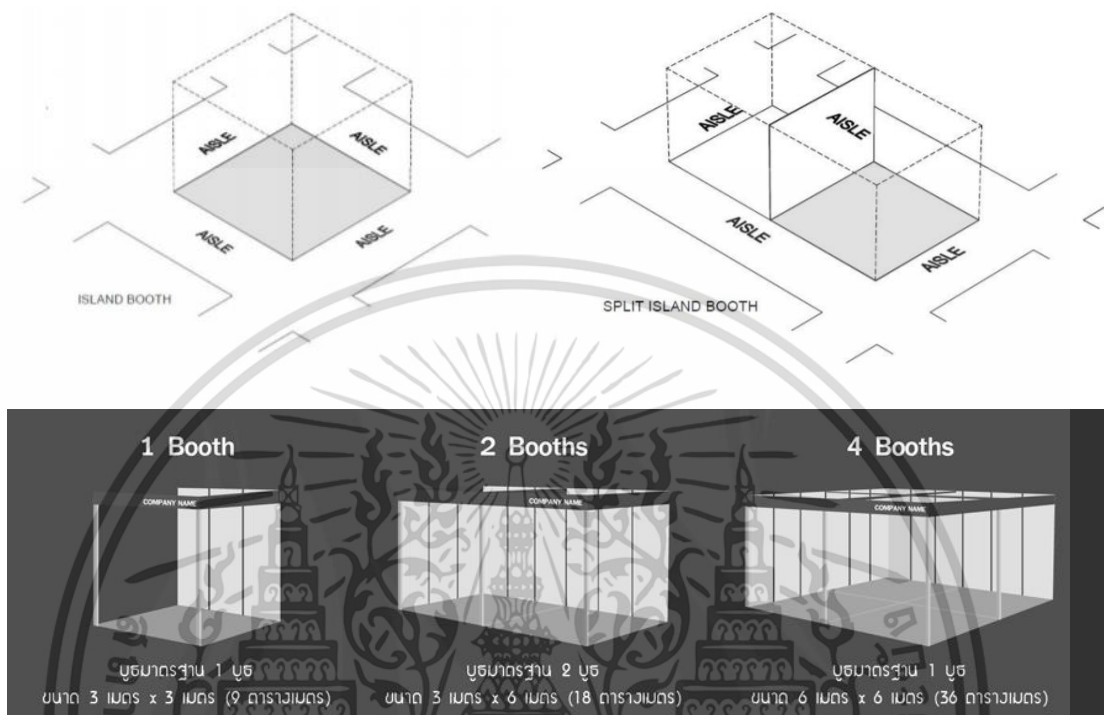 AISLE
AISLE
AISLE
AISLE
ISLAND BOOTH
AISLE
AISLE
AISLE
AISLE
SPLIT ISLAND BOOTH
1 Booth
COMPANY NAME
บูธมาตรฐาน 1 บูธ
ขนาด 3 เมตร x 3 เมตร (9 ตารางเมตร)
2 Booths
COMPANY NAME
บูธมาตรฐาน 2 บูธ
ขนาด 3 เมตร x 6 เมตร (18 ตารางเมตร)
4 Booths
COMPANY NAME
บูธมาตรฐาน 1 บูธ
ขนาด 6 เมตร x 6 เมตร (36 ตารางเมตร)